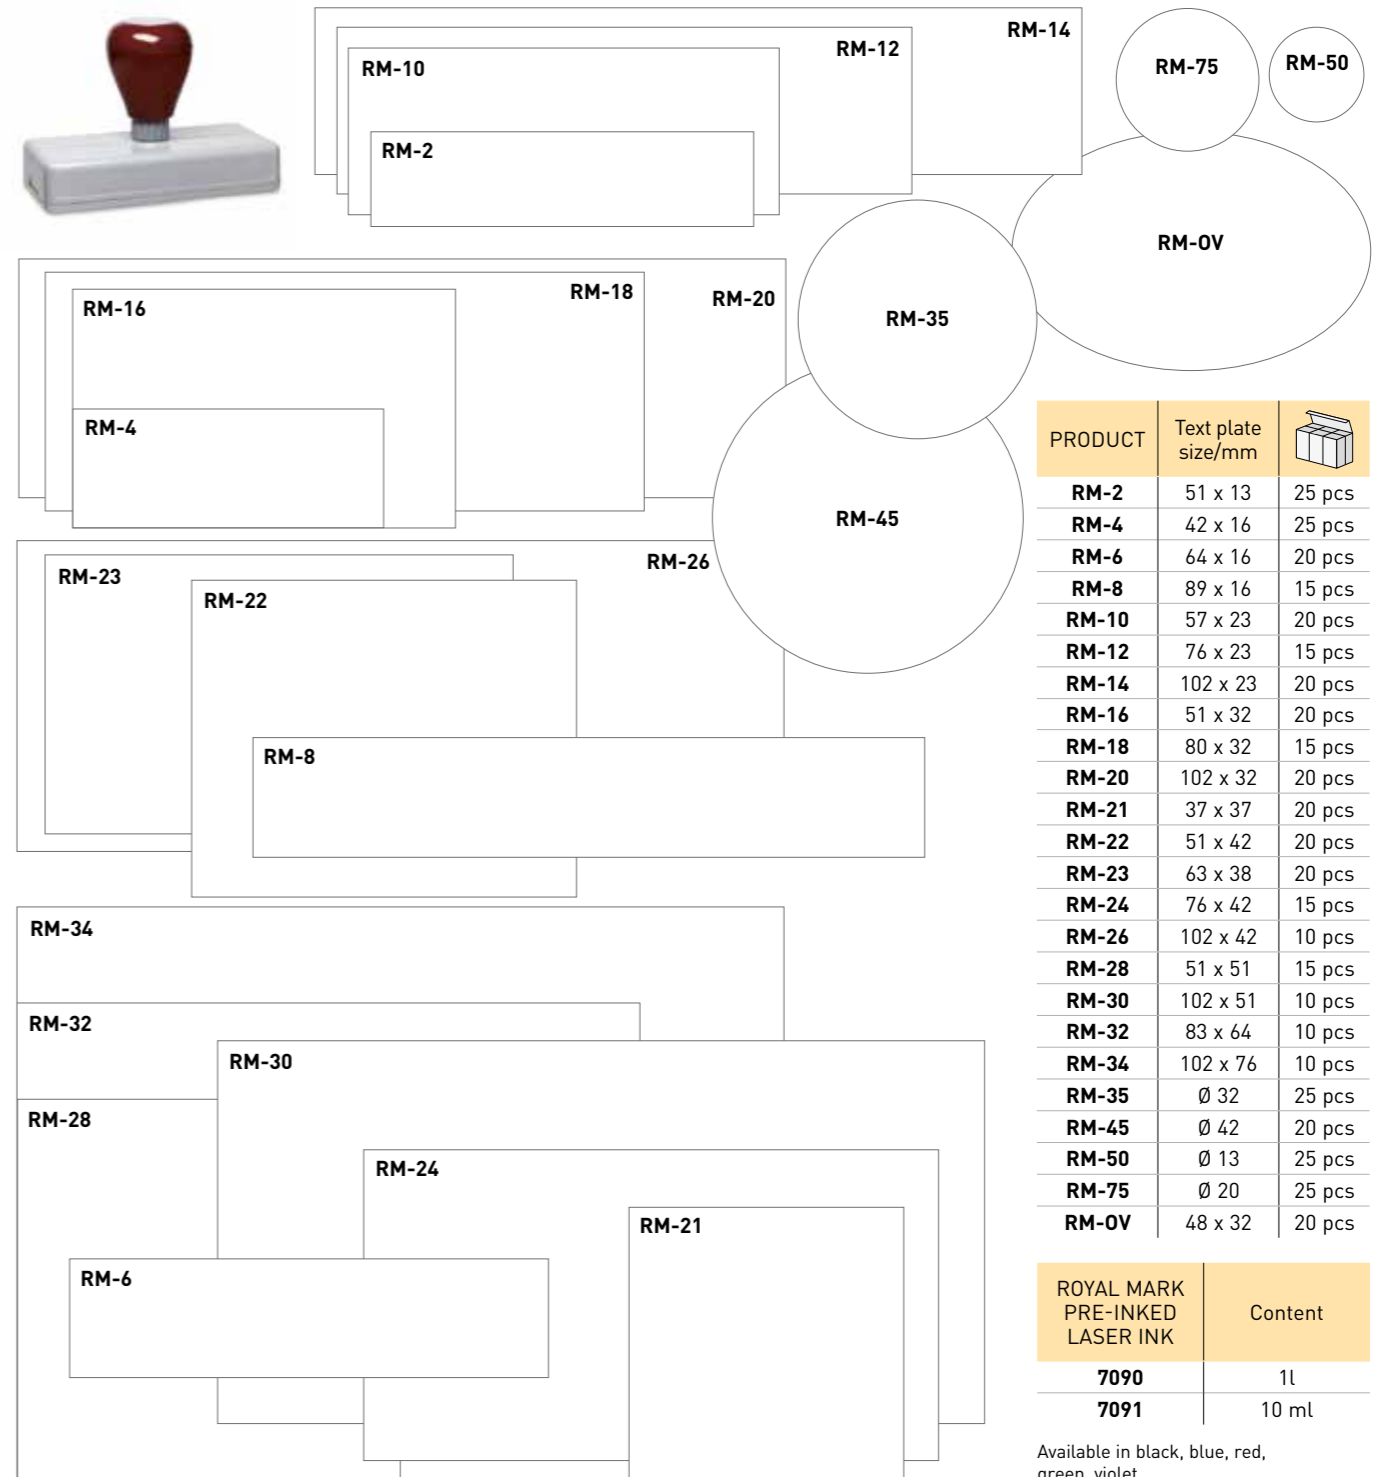 RM-14
RM-12
RM-10
RM-2
RM-75
RM-50
RM-OV
RM-18
RM-20
RM-16
RM-4
RM-35
RM-45
RM-26
RM-23
RM-22
RM-8
RM-34
RM-32
RM-30
RM-28
RM-24
RM-21
RM-6
PRODUCT Text plate size/mm
RM-2 51 x 13 25 pcs
RM-4 42 x 16 25 pcs
RM-6 64 x 16 20 pcs
RM-8 89 x 16 15 pcs
RM-10 57 x 23 20 pcs
RM-12 76 x 23 15 pcs
RM-14 102 x 23 20 pcs
RM-16 51 x 32 20 pcs
RM-18 80 x 32 15 pcs
RM-20 102 x 32 20 pcs
RM-21 37 x 37 20 pcs
RM-22 51 x 42 20 pcs
RM-23 63 x 38 20 pcs
RM-24 76 x 42 15 pcs
RM-26 102 x 42 10 pcs
RM-28 51 x 51 15 pcs
RM-30 102 x 51 10 pcs
RM-32 83 x 64 10 pcs
RM-34 102 x 76 10 pcs
RM-35 Ø 32 25 pcs
RM-45 Ø 42 20 pcs
RM-50 Ø 13 25 pcs
RM-75 Ø 20 25 pcs
RM-OV 48 x 32 20 pcs
ROYAL MARK
PRE-INKED
LASER INK
Content
7090 1l
7091 10 ml
Available in black, blue, red,
green, violet